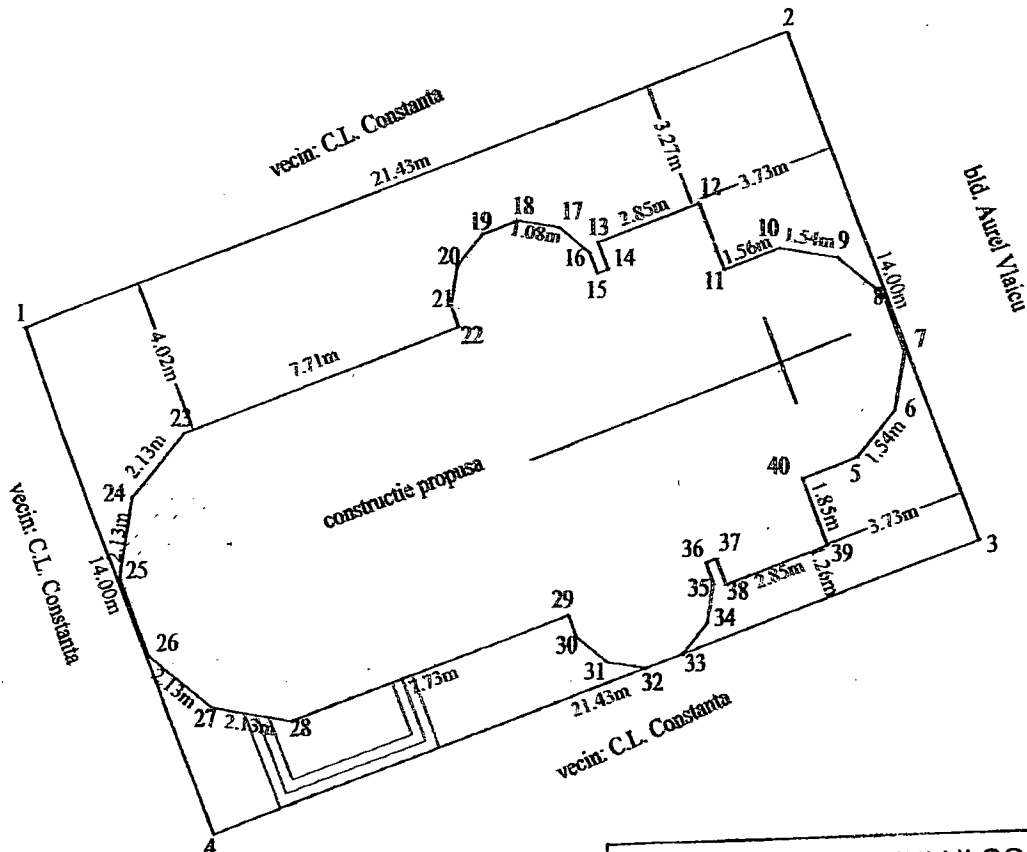 2
vecin: C.L. Constanta
21.43m
3.27m
12
3.73m
bld. Aurel Vlaicu
18
17
13
2.85m
19
1.08m
10
1.54m
9
14.00m
20
16
14
1.56m
11
15
8
21
22
1
4.02m
7.71m
7
23
2.13m
6
1.54m
24
40
5
constructie propusa
1.85m
3.73m
vecin: C.L. Constanta
2.13m
14.00m
25
36
37
39
3
35
38
2.85m
1.26m
29
34
26
30
31
33
2.13m
32
27
2.13m
28
1.73m
21.43m
vecin: C.L. Constanta
4